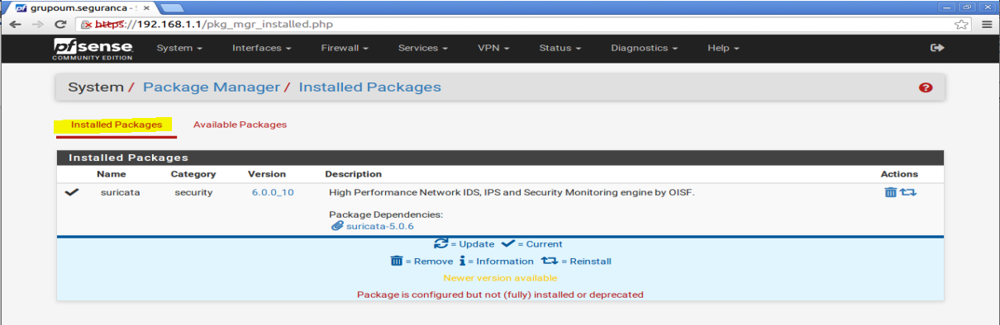 grupoum.seguranca - S
https://192.168.1.1/pkg_mgr_installed.php
pfsense COMMUNITY EDITION
System Interfaces Firewall Services VPN Status Diagnostics Help
System / Package Manager / Installed Packages
Installed Packages Available Packages
Installed Packages
Name Category Version Description Actions
suricata security 6.0.0_10 High Performance Network IDS, IPS and Security Monitoring engine by OISF.
Package Dependencies:
suricata-5.0.6
= Update = Current
= Remove = Information = Reinstall
Newer version available
Package is configured but not (fully) installed or deprecated